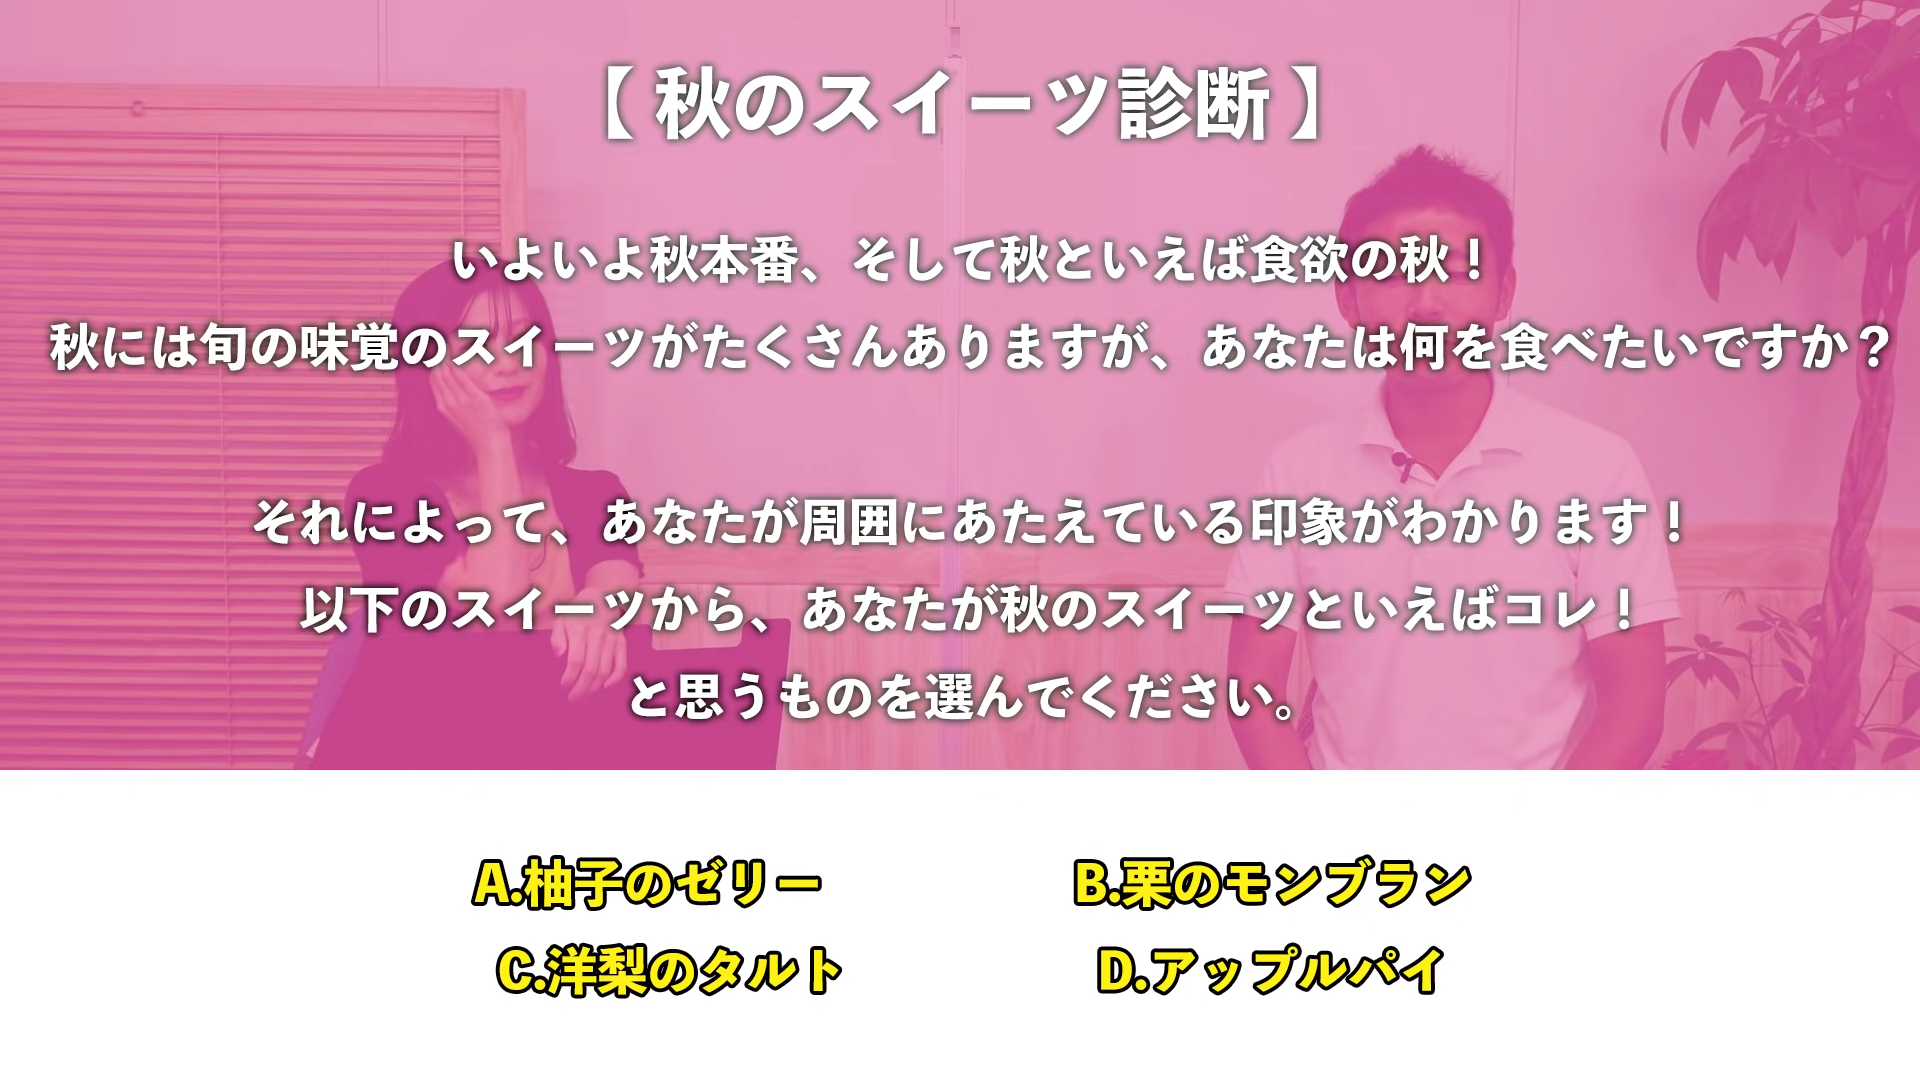 【 秋のスイーツ診断 】
いよいよ秋本番、そして秋といえば食欲の秋！
秋には旬の味覚のスイーツがたくさんありますが、あなたは何を食べたいですか？
それによって、あなたが周囲にあたえている印象がわかります！
以下のスイーツから、あなたが秋のスイーツといえばコレ！
と思うものを選んでください。
A.柚子のゼリー
B.栗のモンブラン
C.洋梨のタルト
D.アップルパイ